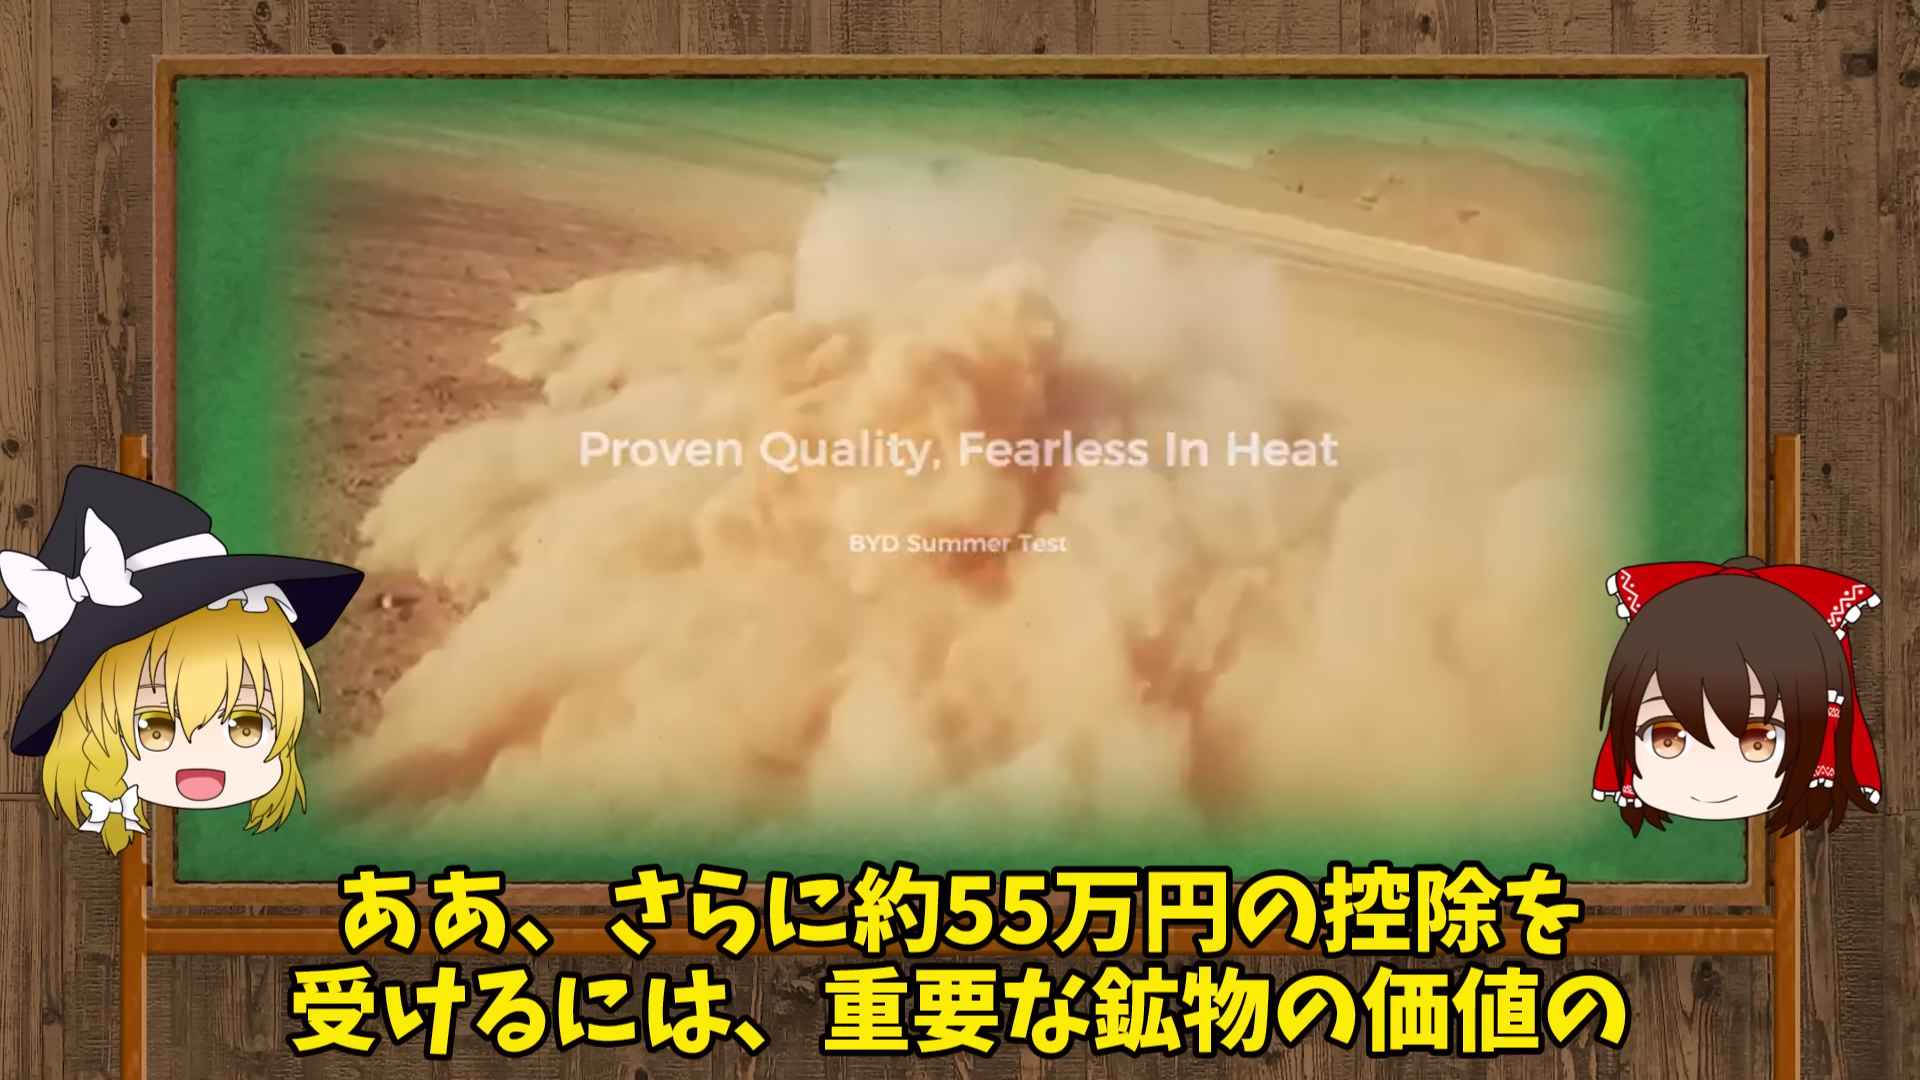 Proven Quality, Fearless In Heat
BYD Summer Test
ああ、さらに約55万円の控除を
受けるには、重要な鉱物の価値の